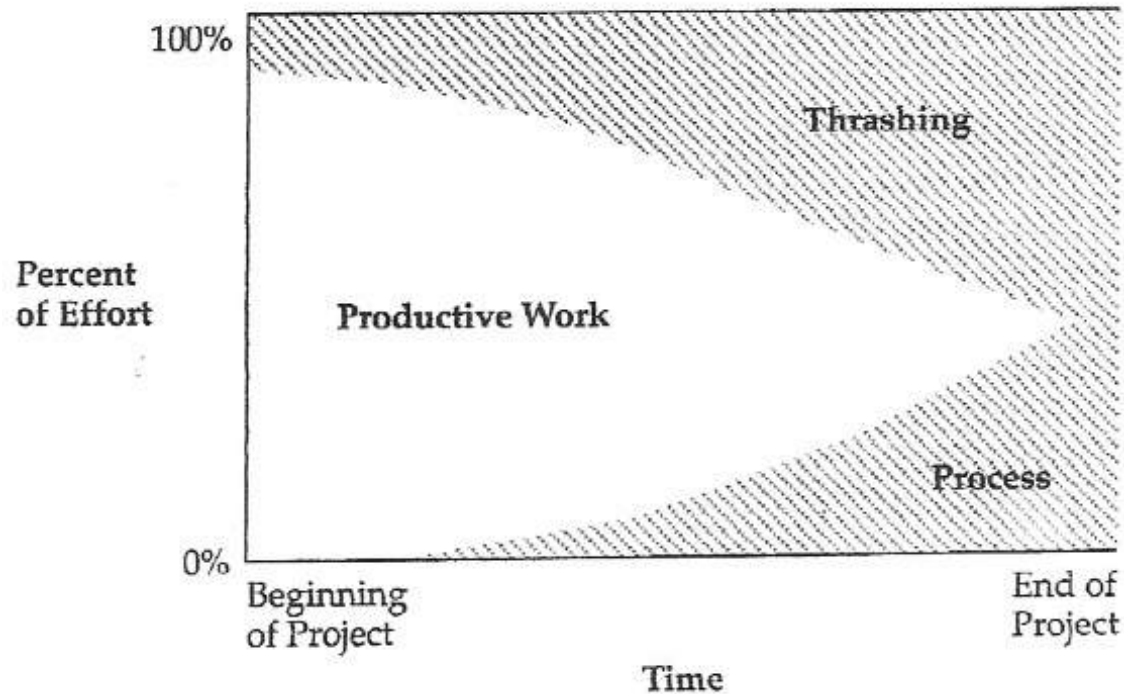 100%
Thrashing
Percent
of Effort
Productive Work
Process
0%
Beginning
of Project
End of
Project
Time